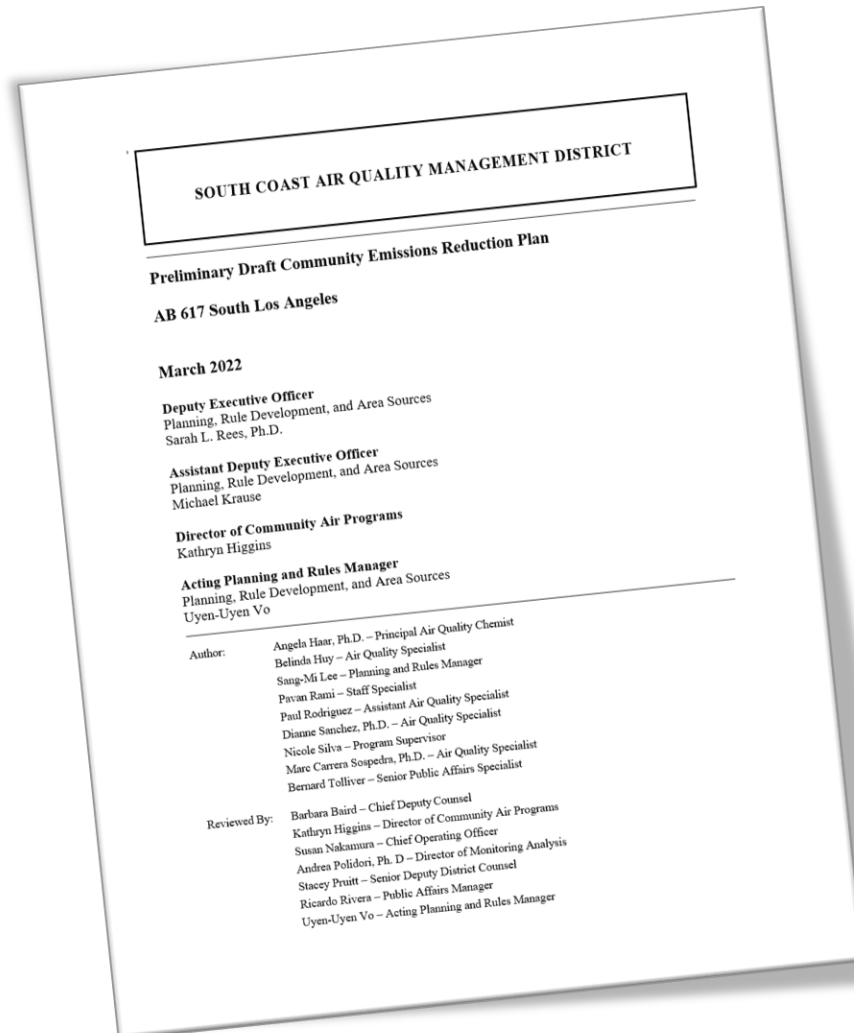 SOUTH COAST AIR QUALITY MANAGEMENT DISTRICT
Preliminary Draft Community Emissions Reduction Plan
AB 617 South Los Angeles
March 2022
Deputy Executive Officer
Planning, Rule Development, and Area Sources
Sarah L. Rees, Ph.D.
Assistant Deputy Executive Officer
Planning, Rule Development, and Area Sources
Michael Krause
Director of Community Air Programs
Kathryn Higgins
Acting Planning and Rules Manager
Planning, Rule Development, and Area Sources
Uyen-Uyen Vo
Author: Angela Haar, Ph.D. – Principal Air Quality Chemist
Belinda Huy – Air Quality Specialist
Sang-Mi Lee – Planning and Rules Manager
Pavan Rami – Staff Specialist
Paul Rodriguez – Assistant Air Quality Specialist
Dianne Sanchez, Ph.D. – Air Quality Specialist
Nicole Silva – Program Supervisor
Marc Carrera Sospedra, Ph.D. – Air Quality Specialist
Bernard Tolliver – Senior Public Affairs Specialist
Reviewed By: Barbara Baird – Chief Deputy Counsel
Kathryn Higgins – Director of Community Air Programs
Susan Nakamura – Chief Operating Officer
Andrea Polidori, Ph. D – Director of Monitoring Analysis
Stacey Pruitt – Senior Deputy District Counsel
Ricardo Rivera – Public Affairs Manager
Uyen-Uyen Vo – Acting Planning and Rules Manager